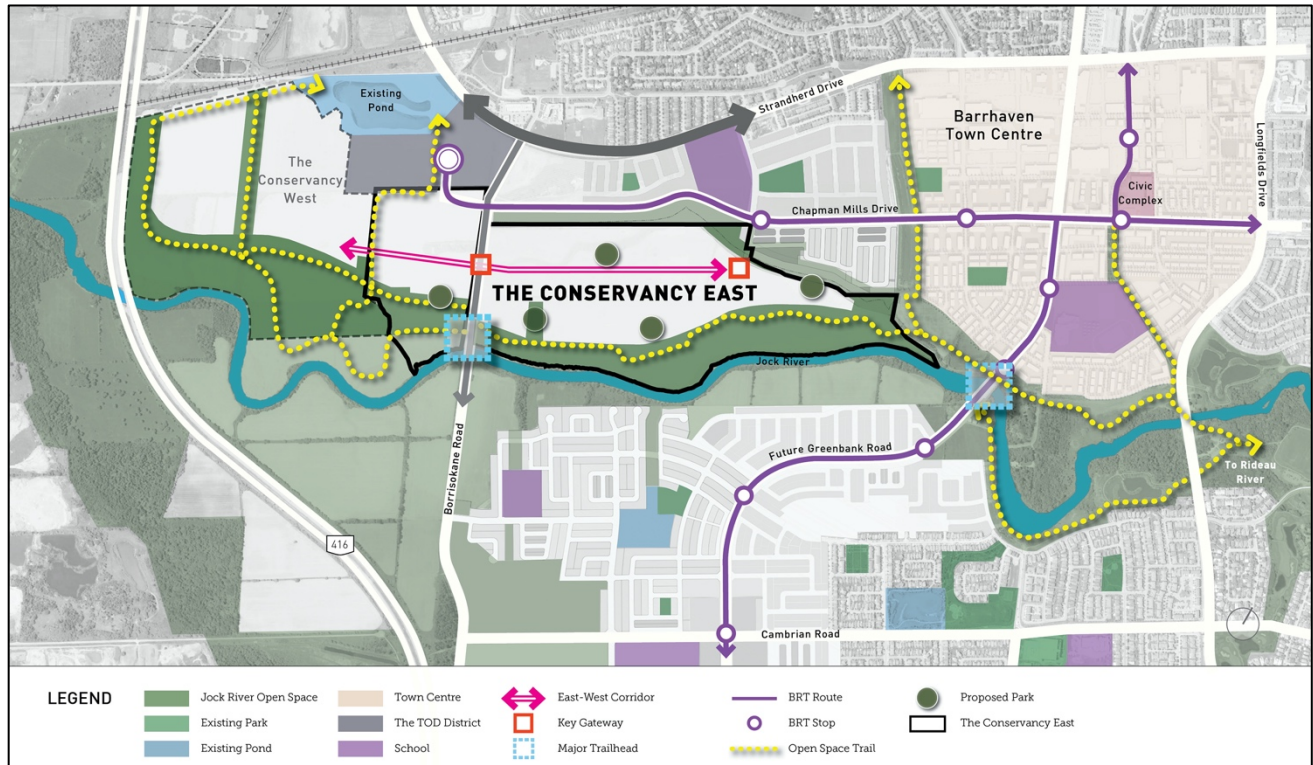 Existing
Pond
Strandherd Drive
Barrhaven
Town Centre
Longfields Drive
The
Conservancy
West
Civic
Complex
Chapman Mills Drive
THE CONSERVANCY EAST
Jock River
Borrisokane Road
Future Greenbank Road
To Rideau
River
416
Cambrian Road
LEGEND
Jock River Open Space
Existing Park
Existing Pond
Town Centre
The TOD District
School
East-West Corridor
Key Gateway
Major Trailhead
BRT Route
BRT Stop
Open Space Trail
Proposed Park
The Conservancy East